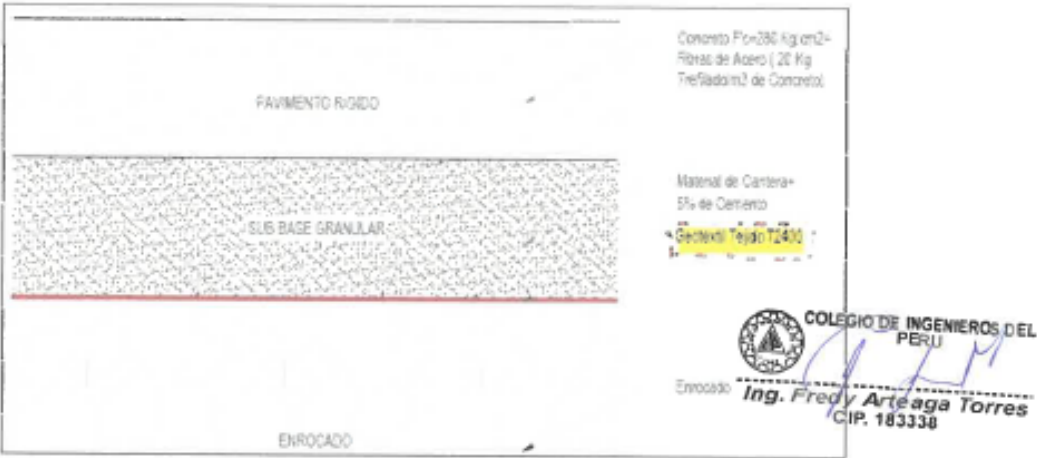 Concreto F'c=280 Kg/cm2+
Fibras de Acero ( 20 Kg
Trefilado/m3 de Concreto)
PAVIMENTO RIGIDO
Material de Cantera+
5% de Cemento
SUB BASE GRANULAR
Geotextil Tejido T2400
COLEGIO DE INGENIEROS DEL
PERU
Enrocado
Ing. Fredy Arteaga Torres
CIP. 183338
ENROCADO